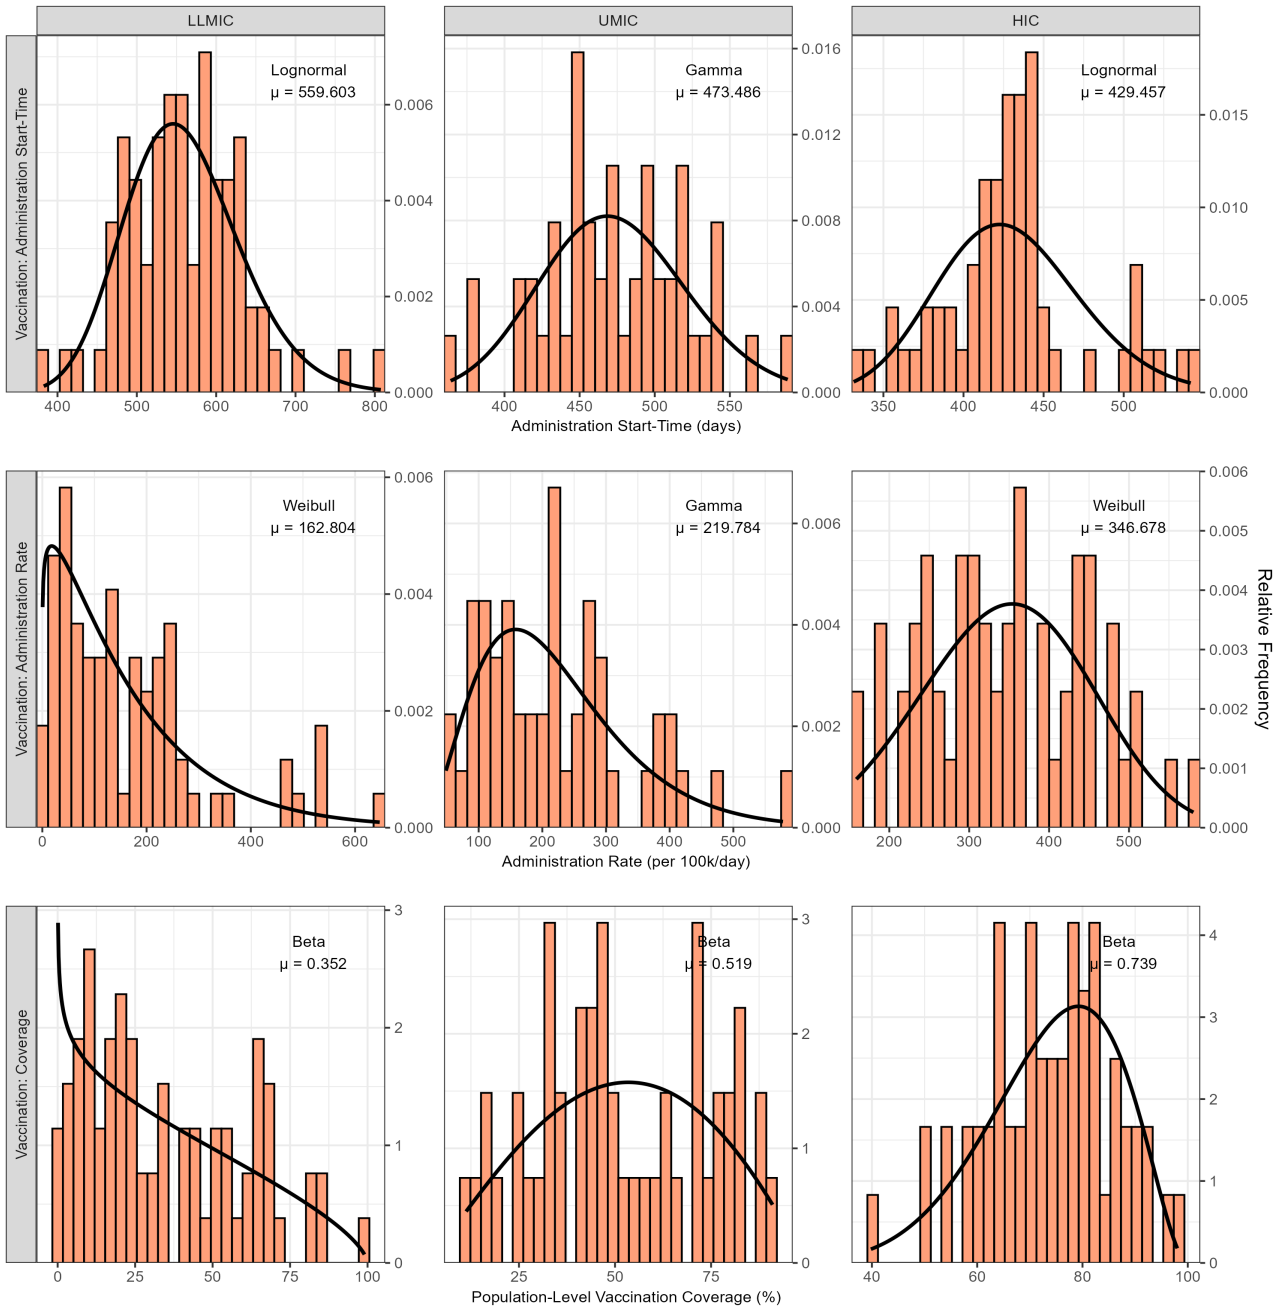 LLMIC
UMIC
HIC
Vaccination: Administration Start-Time
Lognormal
μ = 559.603
Gamma
μ = 473.486
Lognormal
μ = 429.457
0.006
0.004
0.002
0.000
0.016
0.012
0.008
0.004
0.000
0.015
0.010
0.005
0.000
400 500 600 700 800
400 450 500 550
350 400 450 500
Administration Start-Time (days)
Vaccination: Administration Rate
Weibull
μ = 162.804
Gamma
μ = 219.784
Weibull
μ = 346.678
0.006
0.004
0.002
0.000
0.006
0.004
0.002
0.000
0.006
0.005
0.004
0.003
0.002
0.001
0.000
Relative Frequency
0 200 400 600
100 200 300 400 500
200 300 400 500
Administration Rate (per 100k/day)
Vaccination: Coverage
Beta
μ = 0.352
Beta
μ = 0.519
Beta
μ = 0.739
3
2
1
0
3
2
1
0
4
3
2
1
0
0 25 50 75 100
25 50 75
40 60 80 100
Population-Level Vaccination Coverage (%)